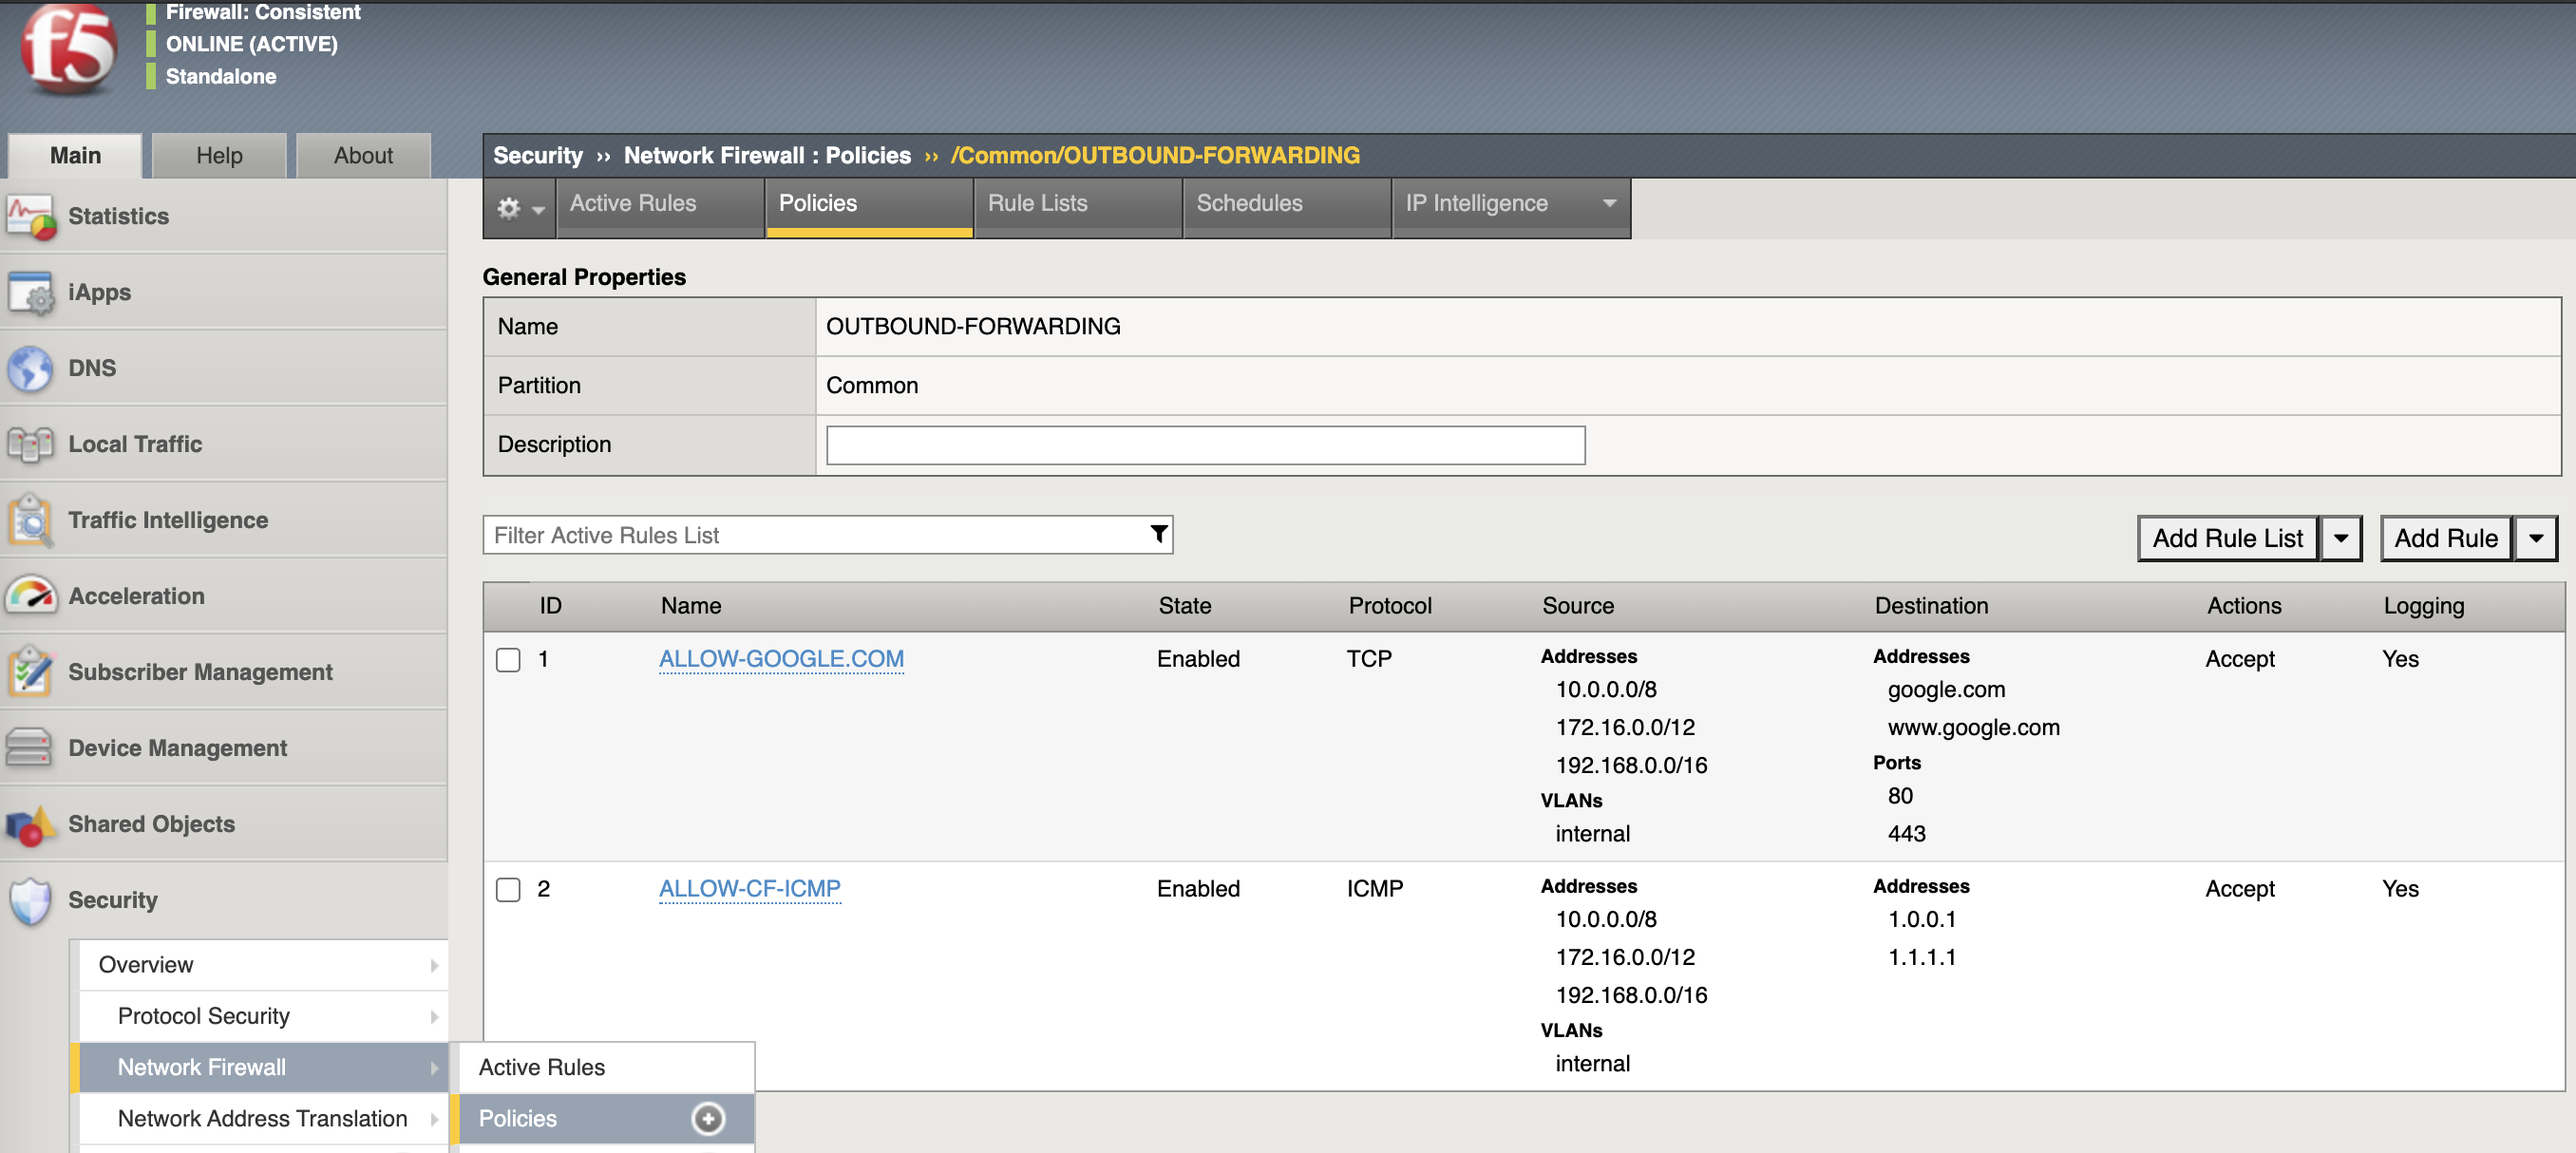 f5
Firewall: Consistent
ONLINE (ACTIVE)
Standalone
Main Help About
Security ›› Network Firewall : Policies ›› /Common/OUTBOUND-FORWARDING
Active Rules Policies Rule Lists Schedules IP Intelligence
Statistics
iApps
DNS
Local Traffic
Traffic Intelligence
Acceleration
Subscriber Management
Device Management
Shared Objects
Security
Overview
Protocol Security
Network Firewall
Network Address Translation
Active Rules
Policies
General Properties
Name OUTBOUND-FORWARDING
Partition Common
Description
Filter Active Rules List
Add Rule List Add Rule
ID Name State Protocol Source Destination Actions Logging
1 ALLOW-GOOGLE.COM Enabled TCP Addresses Addresses Accept Yes
10.0.0.0/8 google.com
172.16.0.0/12 www.google.com
192.168.0.0/16 Ports
VLANs 80
internal 443
2 ALLOW-CF-ICMP Enabled ICMP Addresses Addresses Accept Yes
10.0.0.0/8 1.0.0.1
172.16.0.0/12 1.1.1.1
192.168.0.0/16
VLANs
internal